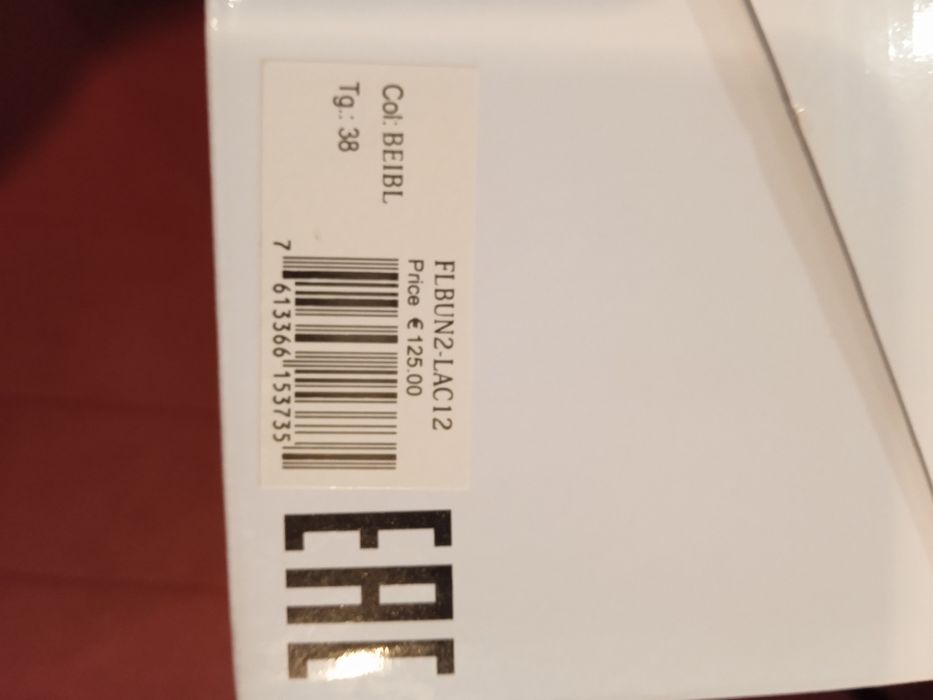 FLBUN2-LAC12
Price €125.00
Col: BEIBL
Tg.: 38
7 613366 153735
EAC